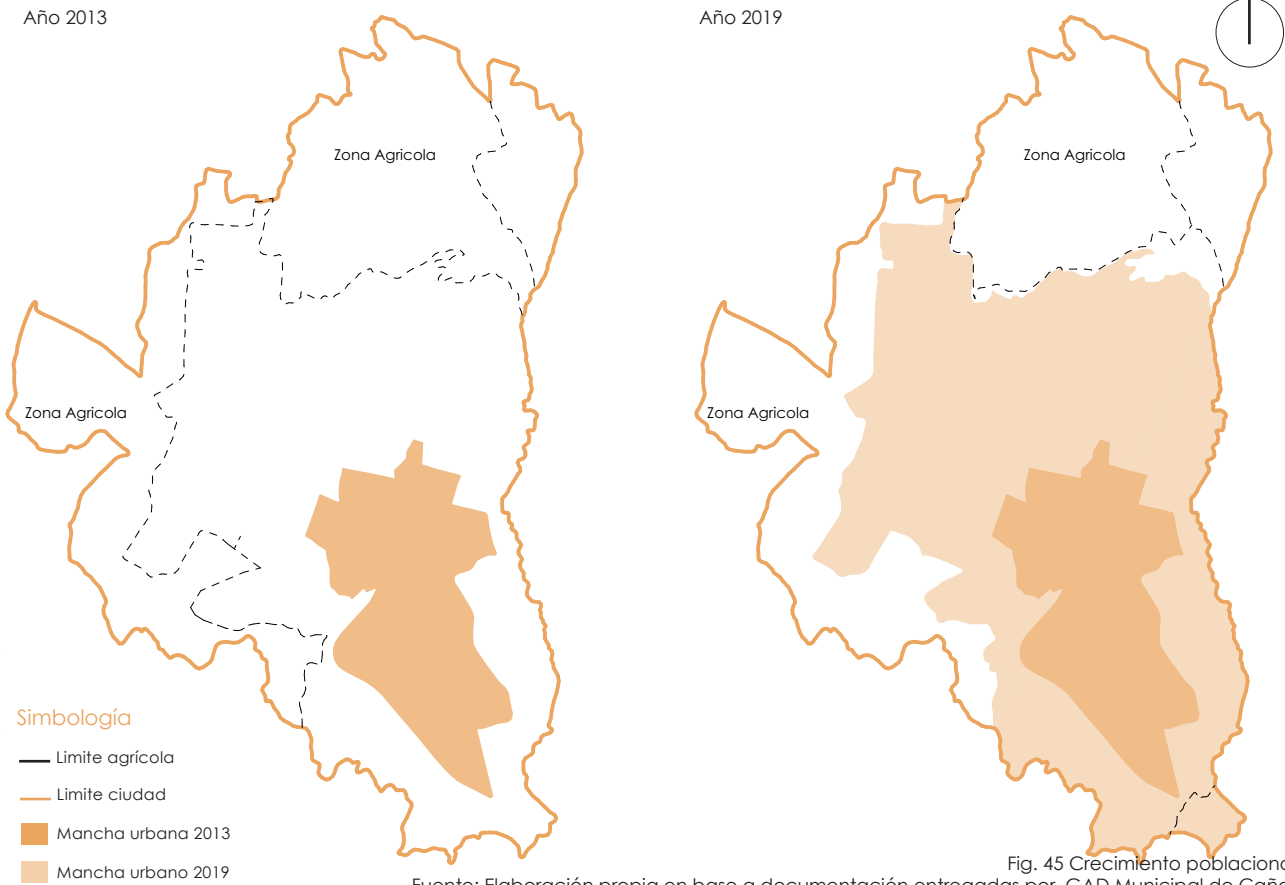 Año 2013
Año 2019
Zona Agricola
Zona Agricola
Zona Agricola
Zona Agricola
Simbología
Limite agrícola
Limite ciudad
Mancha urbana 2013
Mancha urbano 2019
Fig. 45 Crecimiento
Fuente: Elaboración propia en base a documentación entregadas por GAD Municipal de